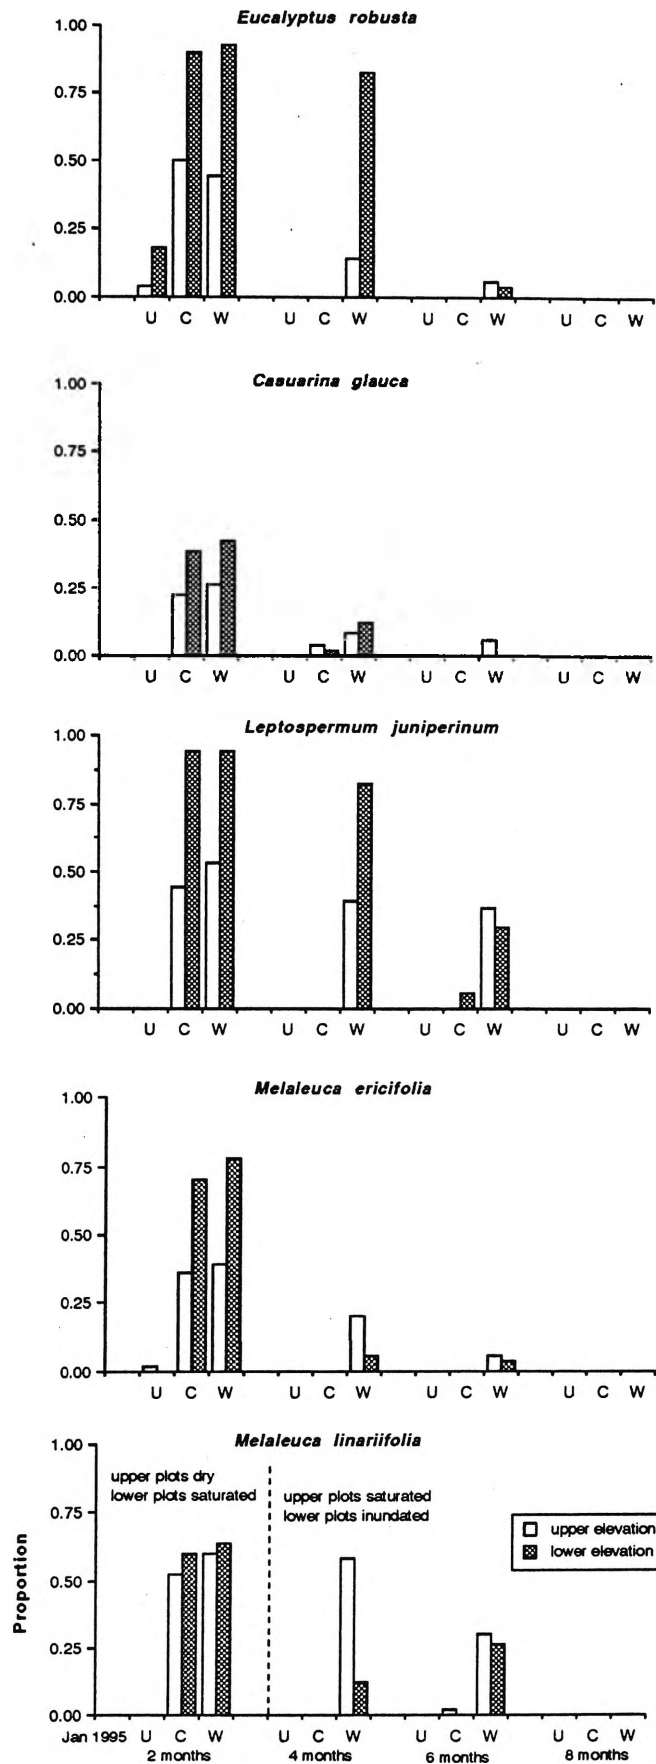 Eucalyptus robusta
1.00
0.75
0.50
0.25
0.00
U C W U C W U C W U C W
Casuarina glauca
1.00
0.75
0.50
0.25
0.00
U C W U C W U C W U C W
Leptospermum juniperinum
1.00
0.75
0.50
0.25
0.00
U C W U C W U C W U C W
Melaleuca ericifolia
1.00
0.75
0.50
0.25
0.00
U C W U C W U C W U C W
Melaleuca linariifolia
1.00
upper plots dry
lower plots saturated
upper plots saturated
lower plots inundated
0.75
upper elevation
lower elevation
0.50
0.25
0.00
Proportion
Jan 1995 U C W U C W U C W U C W
2 months 4 months 6 months 8 months